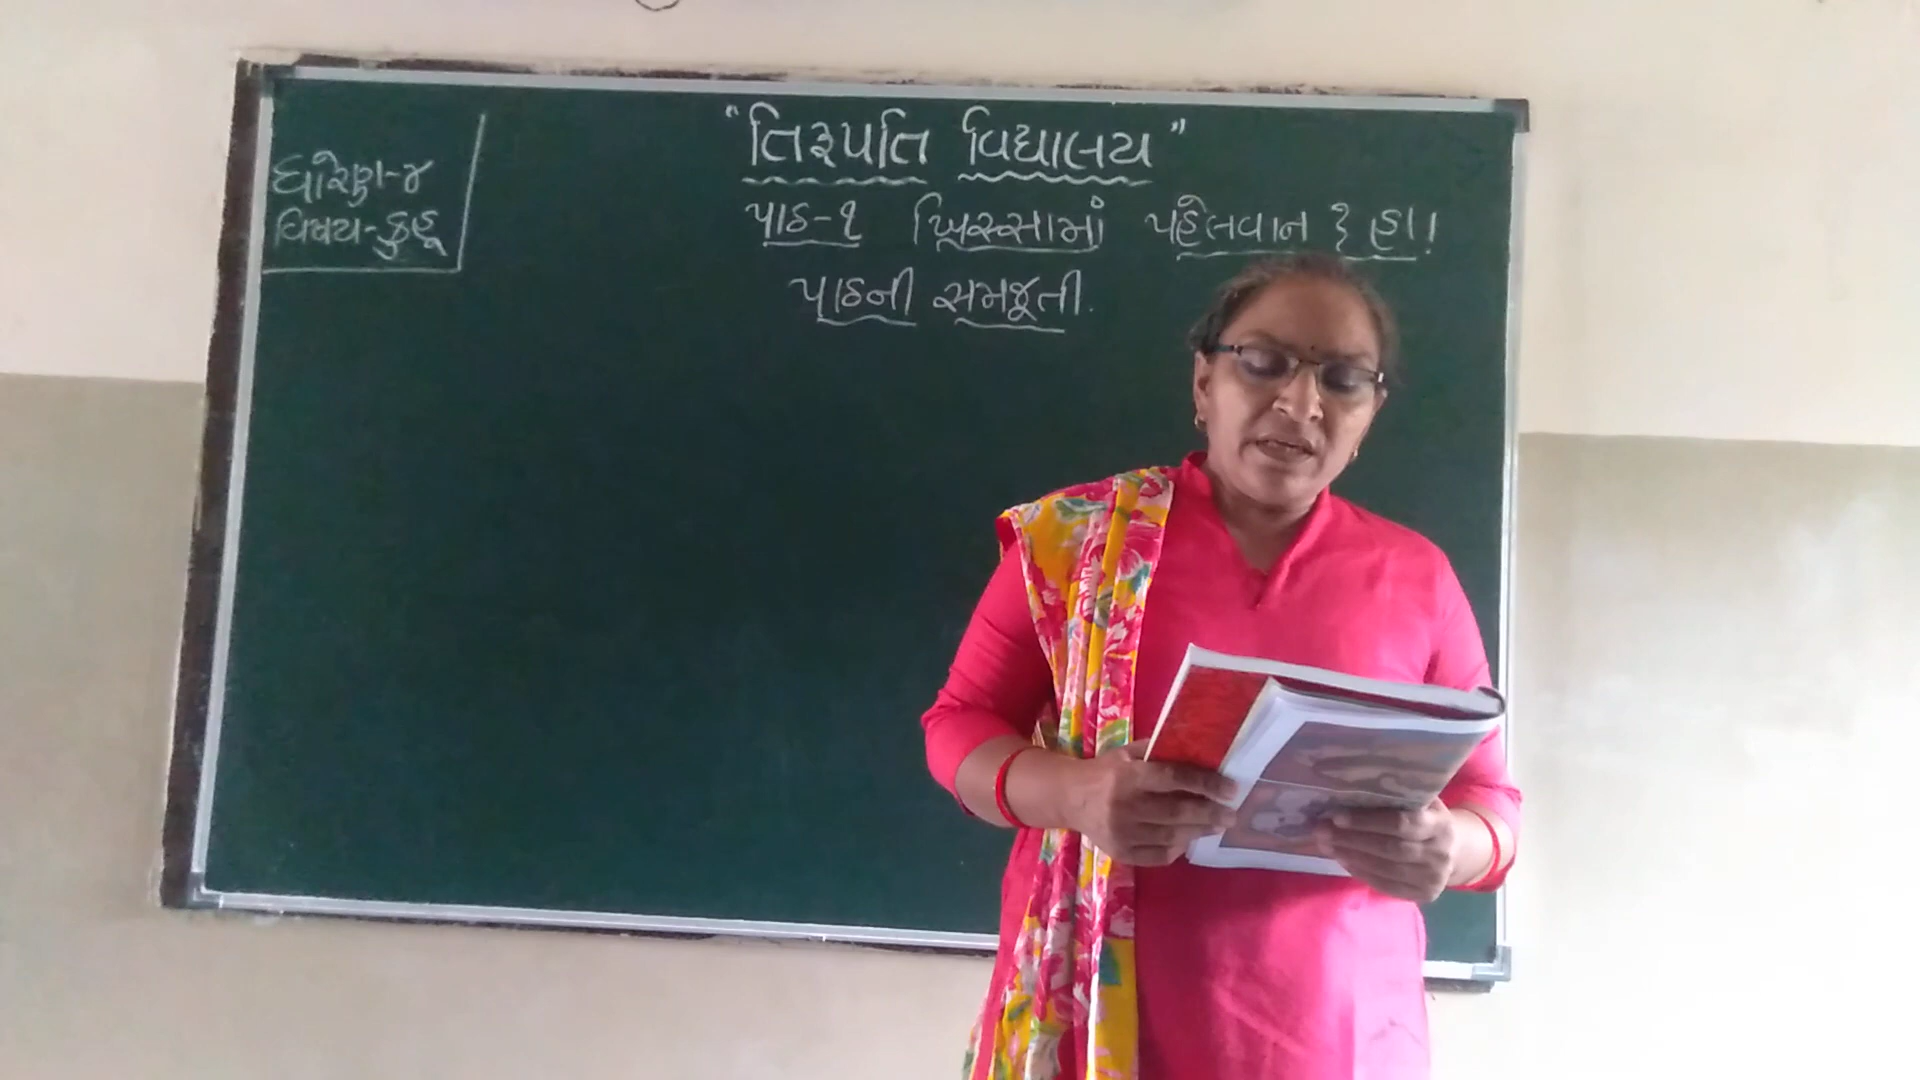 ધોરણ-૪
વિષય-કુહૂ
"તિરૂપતિ વિદ્યાલય"
પાઠ-૧ ખિસ્સામાં પહેલવાન રે હા!
પાઠની સમજૂતી.